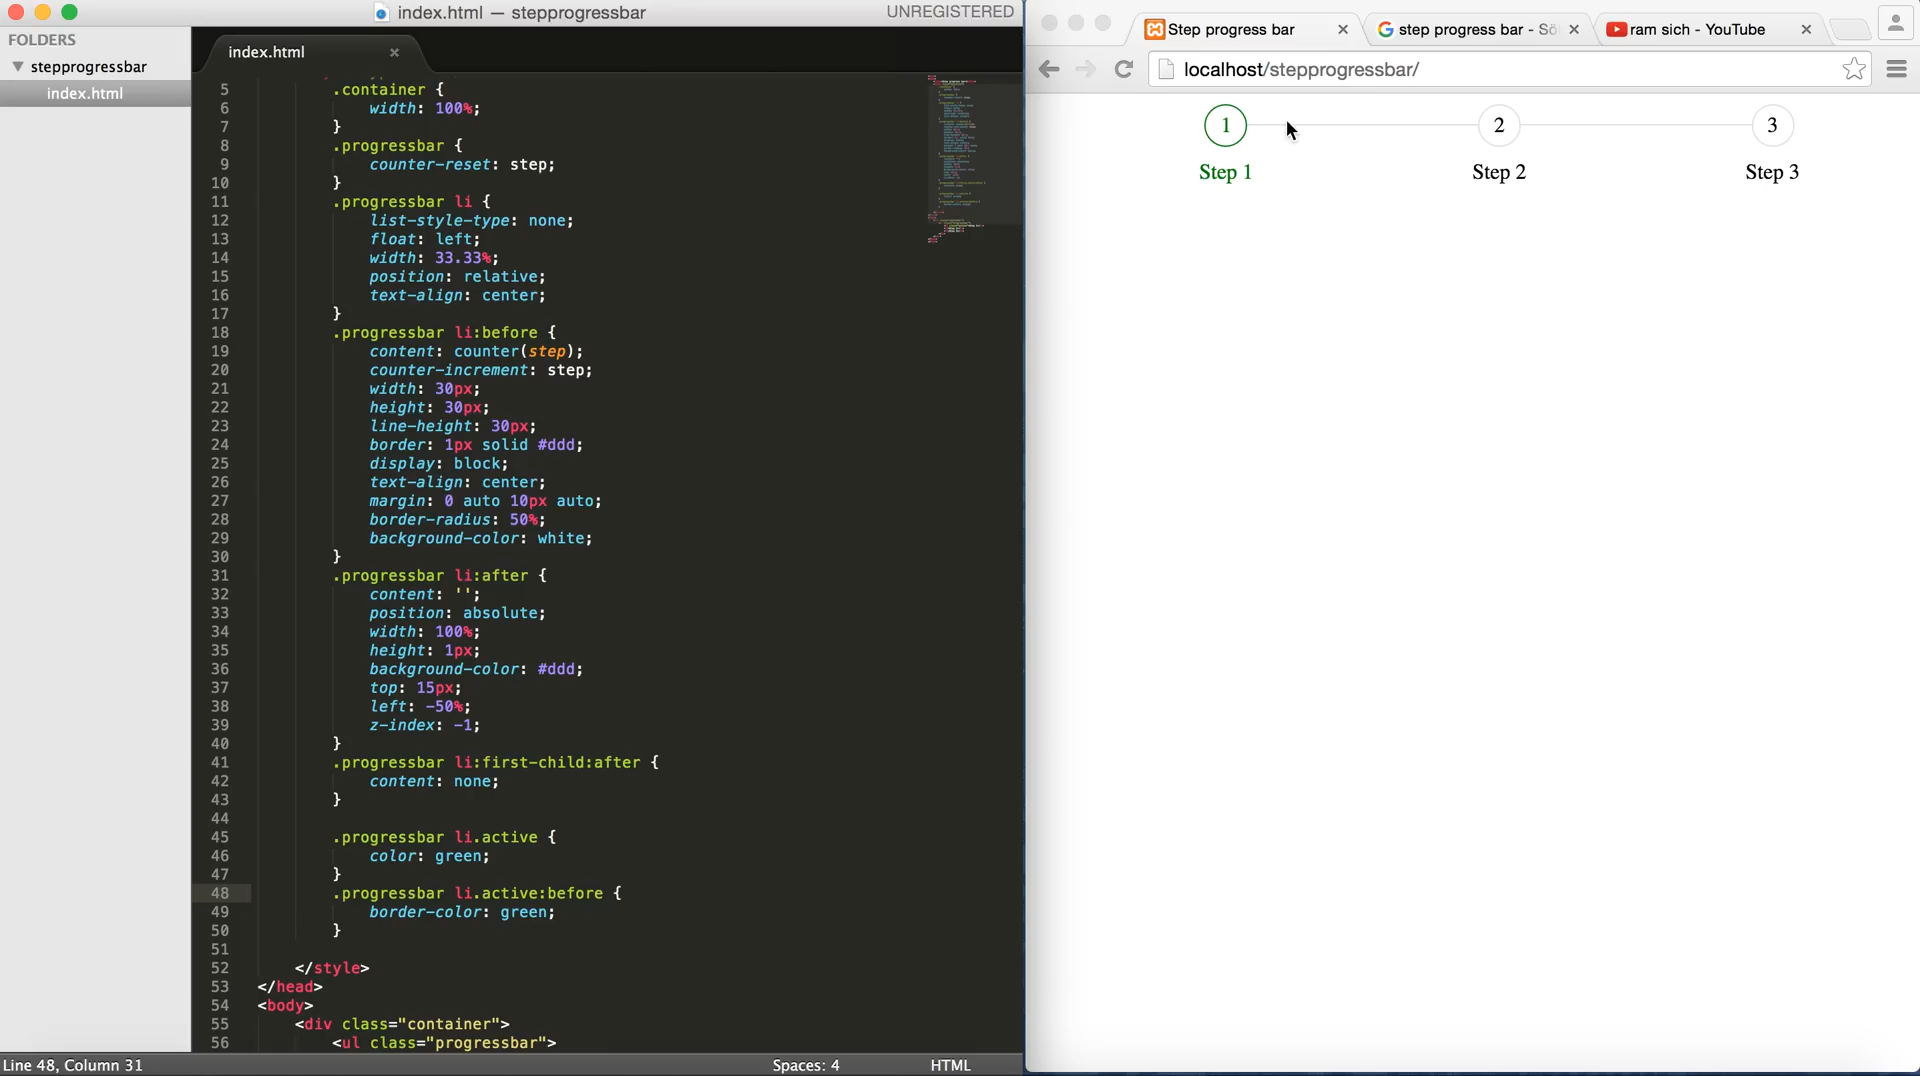 index.html — stepprogressbar
UNREGISTERED
FOLDERS
stepprogressbar
index.html
index.html
5 .container {
6 width: 100%;
7 }
8 .progressbar {
9 counter-reset: step;
10 }
11 .progressbar li {
12 list-style-type: none;
13 float: left;
14 width: 33.33%;
15 position: relative;
16 text-align: center;
17 }
18 .progressbar li:before {
19 content: counter(step);
20 counter-increment: step;
21 width: 30px;
22 height: 30px;
23 line-height: 30px;
24 border: 1px solid #ddd;
25 display: block;
26 text-align: center;
27 margin: 0 auto 10px auto;
28 border-radius: 50%;
29 background-color: white;
30 }
31 .progressbar li:after {
32 content: '';
33 position: absolute;
34 width: 100%;
35 height: 1px;
36 background-color: #ddd;
37 top: 15px;
38 left: -50%;
39 z-index: -1;
40 }
41 .progressbar li:first-child:after {
42 content: none;
43 }
44
45 .progressbar li.active {
46 color: green;
47 }
48 .progressbar li.active:before {
49 border-color: green;
50 }
51
52 </style>
53 </head>
54 <body>
55 <div class="container">
56 <ul class="progressbar">
Line 48, Column 31
Spaces: 4
HTML
Step progress bar
step progress bar - Sö
ram sich - YouTube
localhost/stepprogressbar/
1 2 3
Step 1 Step 2 Step 3